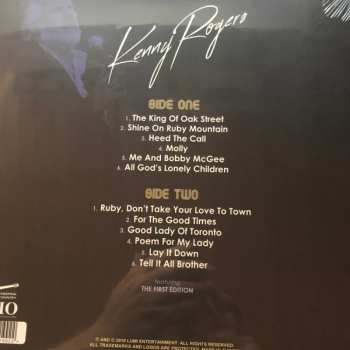 Kenny Rogers
SIDE ONE
1. The King Of Oak Street
2. Shine On Ruby Mountain
3. Heed The Call
4. Molly
5. Me And Bobby McGee
6. All God's Lonely Children
SIDE TWO
1. Ruby, Don't Take Your Love To Town
2. For The Good Times
3. Good Lady Of Toronto
4. Poem For My Lady
5. Lay It Down
6. Tell It All Brother
featuring
THE FIRST EDITION
ENTERTAINMENT. ALL RIGHTS RESERVED.
ALL TRADEMARKS AND LOGOS ARE PROTECTED.